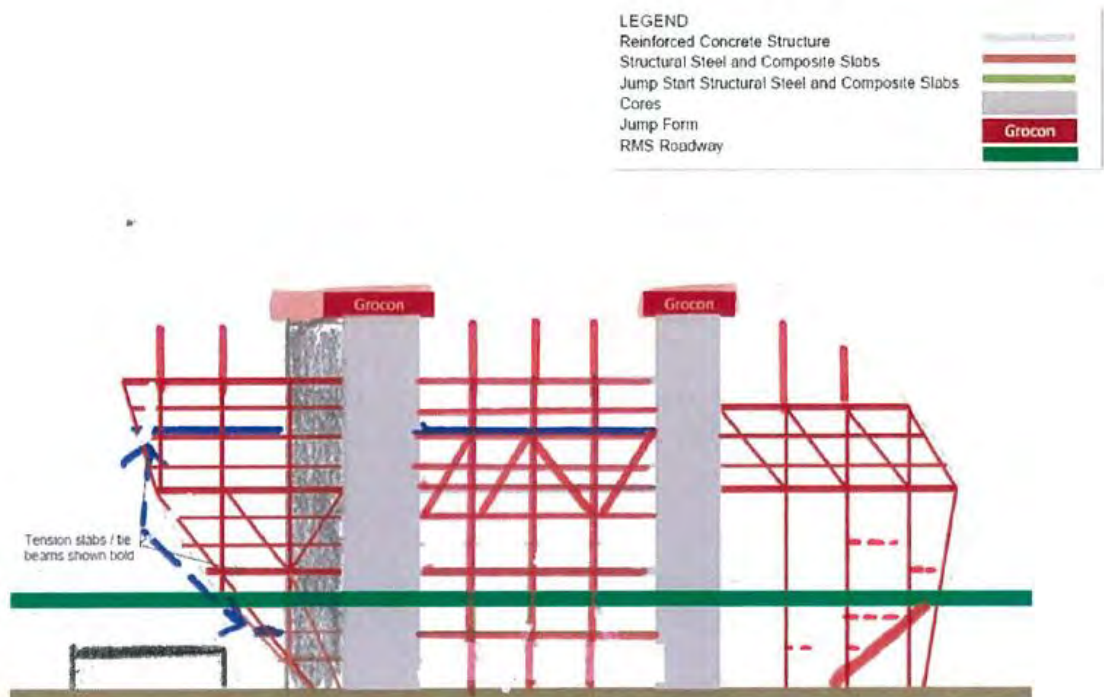 LEGEND
Reinforced Concrete Structure
Structural Steel and Composite Slabs
Jump Start Structural Steel and Composite Slabs
Cores
Jump Form
Grocon
RMS Roadway
Grocon
Grocon
Tension slabs / tie
beams shown bold